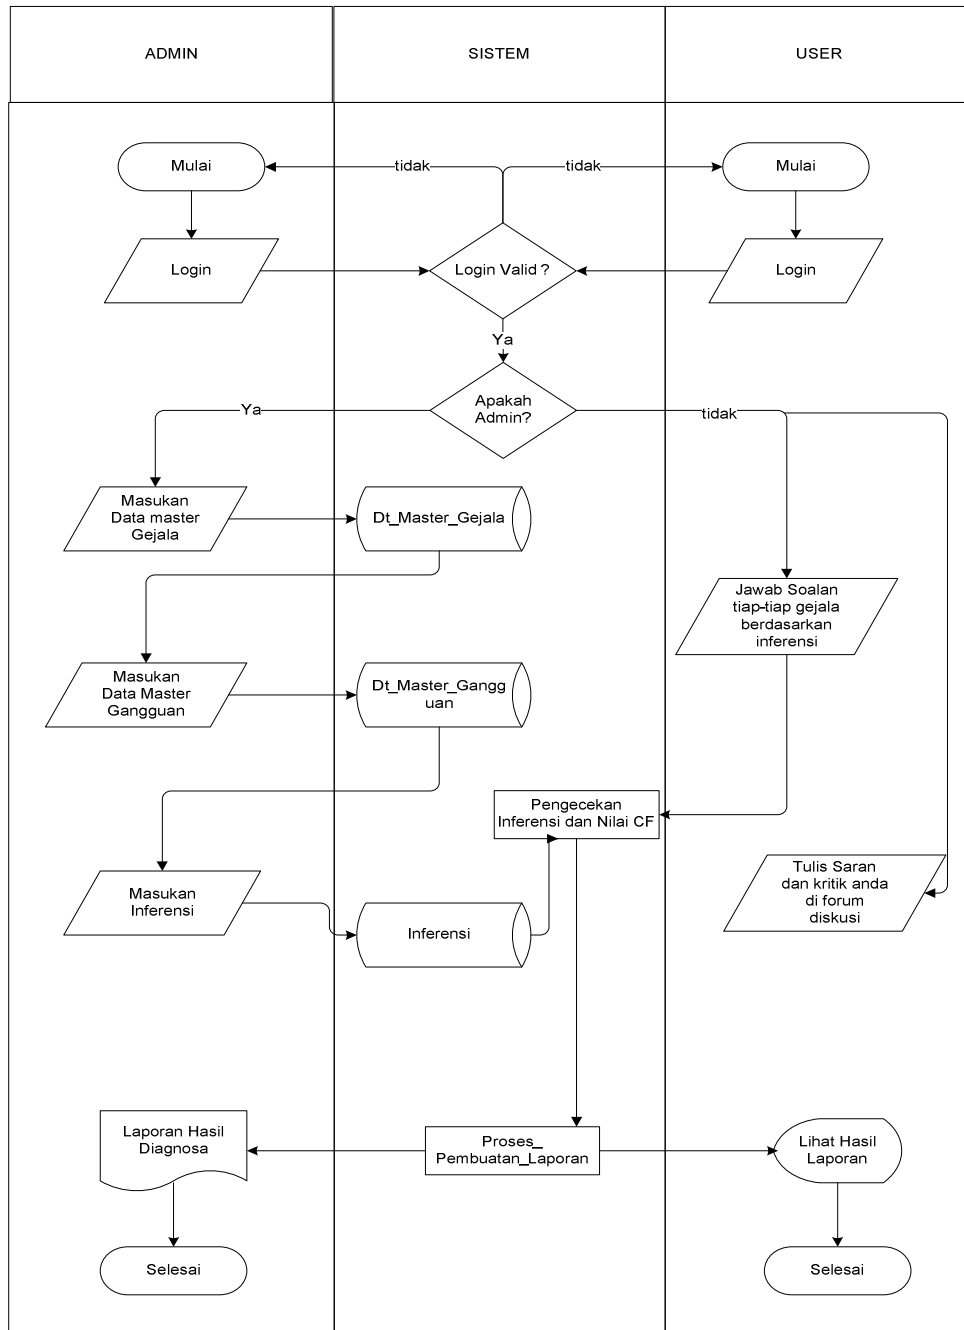 ADMIN
SISTEM
USER
Mulai
tidak
tidak
Mulai
Login
Login Valid ?
Login
Ya
Apakah
Admin?
Ya
tidak
Masukan
Data master
Gejala
Dt_Master_Gejala
Jawab Soalan
tiap-tiap gejala
berdasarkan
inferensi
Masukan
Data Master
Gangguan
Dt_Master_Gangg
uan
Pengecekan
Inferensi dan Nilai CF
Tulis Saran
dan kritik anda
di forum
diskusi
Masukan
Inferensi
Inferensi
Laporan Hasil
Diagnosa
Proses_
Pembuatan_Laporan
Lihat Hasil
Laporan
Selesai
Selesai